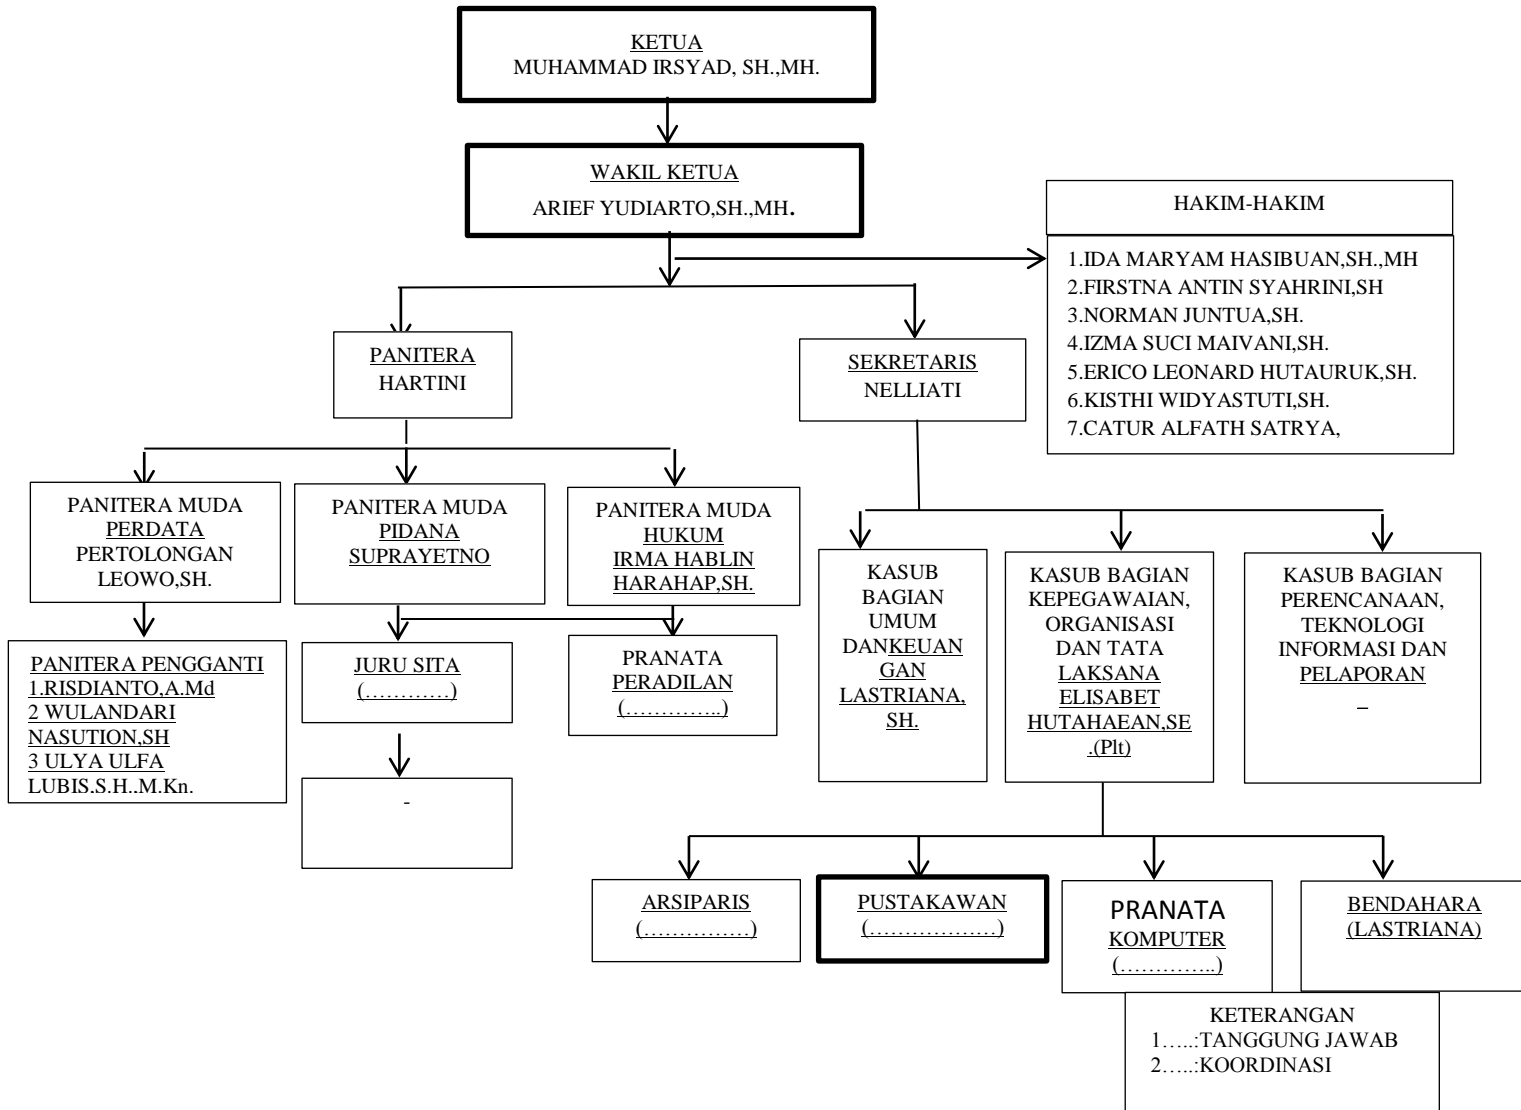 KETUA
MUHAMMAD IRSYAD, SH.,MH.
WAKIL KETUA
ARIEF YUDIARTO,SH.,MH.
HAKIM-HAKIM
1.IDA MARYAM HASIBUAN,SH.,MH
2.FIRSTNA ANTIN SYAHRINI,SH
3.NORMAN JUNTUA,SH.
4.IZMA SUCI MAIVANI,SH.
5.ERICO LEONARD HUTAURUK,SH.
6.KISTHI WIDYASTUTI,SH.
7.CATUR ALFATH SATRYA,
PANITERA
HARTINI
SEKRETARIS
NELLIATI
PANITERA MUDA
PERDATA
PERTOLONGAN
LEOWO,SH.
PANITERA MUDA
PIDANA
SUPRAYETNO
PANITERA MUDA
HUKUM
IRMA HABLIN
HARAHAP,SH.
KASUB
BAGIAN
UMUM
DANKEUAN
GAN
LASTRIANA,
SH.
KASUB BAGIAN
KEPEGAWAIAN,
ORGANISASI
DAN TATA
LAKSANA
ELISABET
HUTAHAEAN,SE
.(Plt)
KASUB BAGIAN
PERENCANAAN,
TEKNOLOGI
INFORMASI DAN
PELAPORAN
–
PANITERA PENGGANTI
1.RISDIANTO,A.Md
2 WULANDARI
NASUTION,SH
3 ULYA ULFA
LUBIS.S.H..M.Kn.
JURU SITA
(…………)
PRANATA
PERADILAN
(…………..)
-
ARSIPARIS
(……………)
PUSTAKAWAN
(………………)
PRANATA
KOMPUTER
(…………..)
BENDAHARA
(LASTRIANA)
KETERANGAN
1…..:TANGGUNG JAWAB
2…..:KOORDINASI